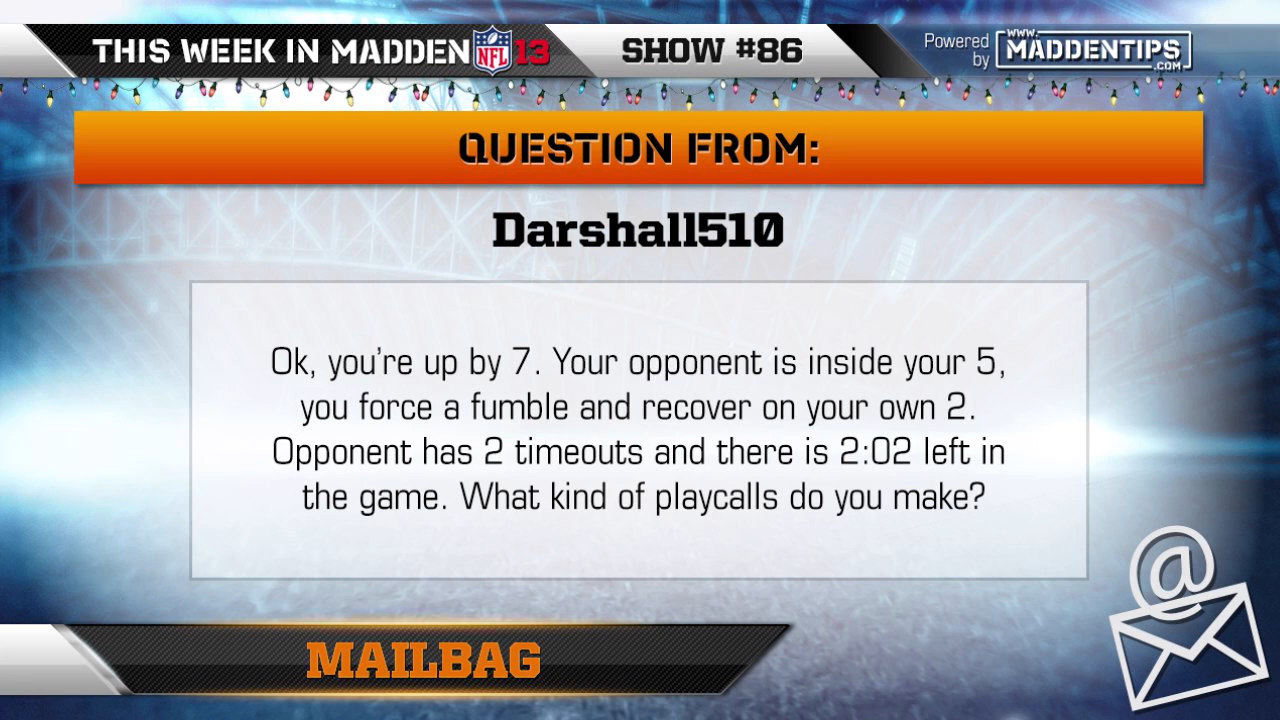 THIS WEEK IN MADDEN NFL 13
SHOW #86
Powered by
WWW.
MADDENTIPS
.COM
QUESTION FROM:
Darshall510
Ok, you're up by 7. Your opponent is inside your 5,
you force a fumble and recover on your own 2.
Opponent has 2 timeouts and there is 2:02 left in
the game. What kind of playcalls do you make?
@
MAILBAG